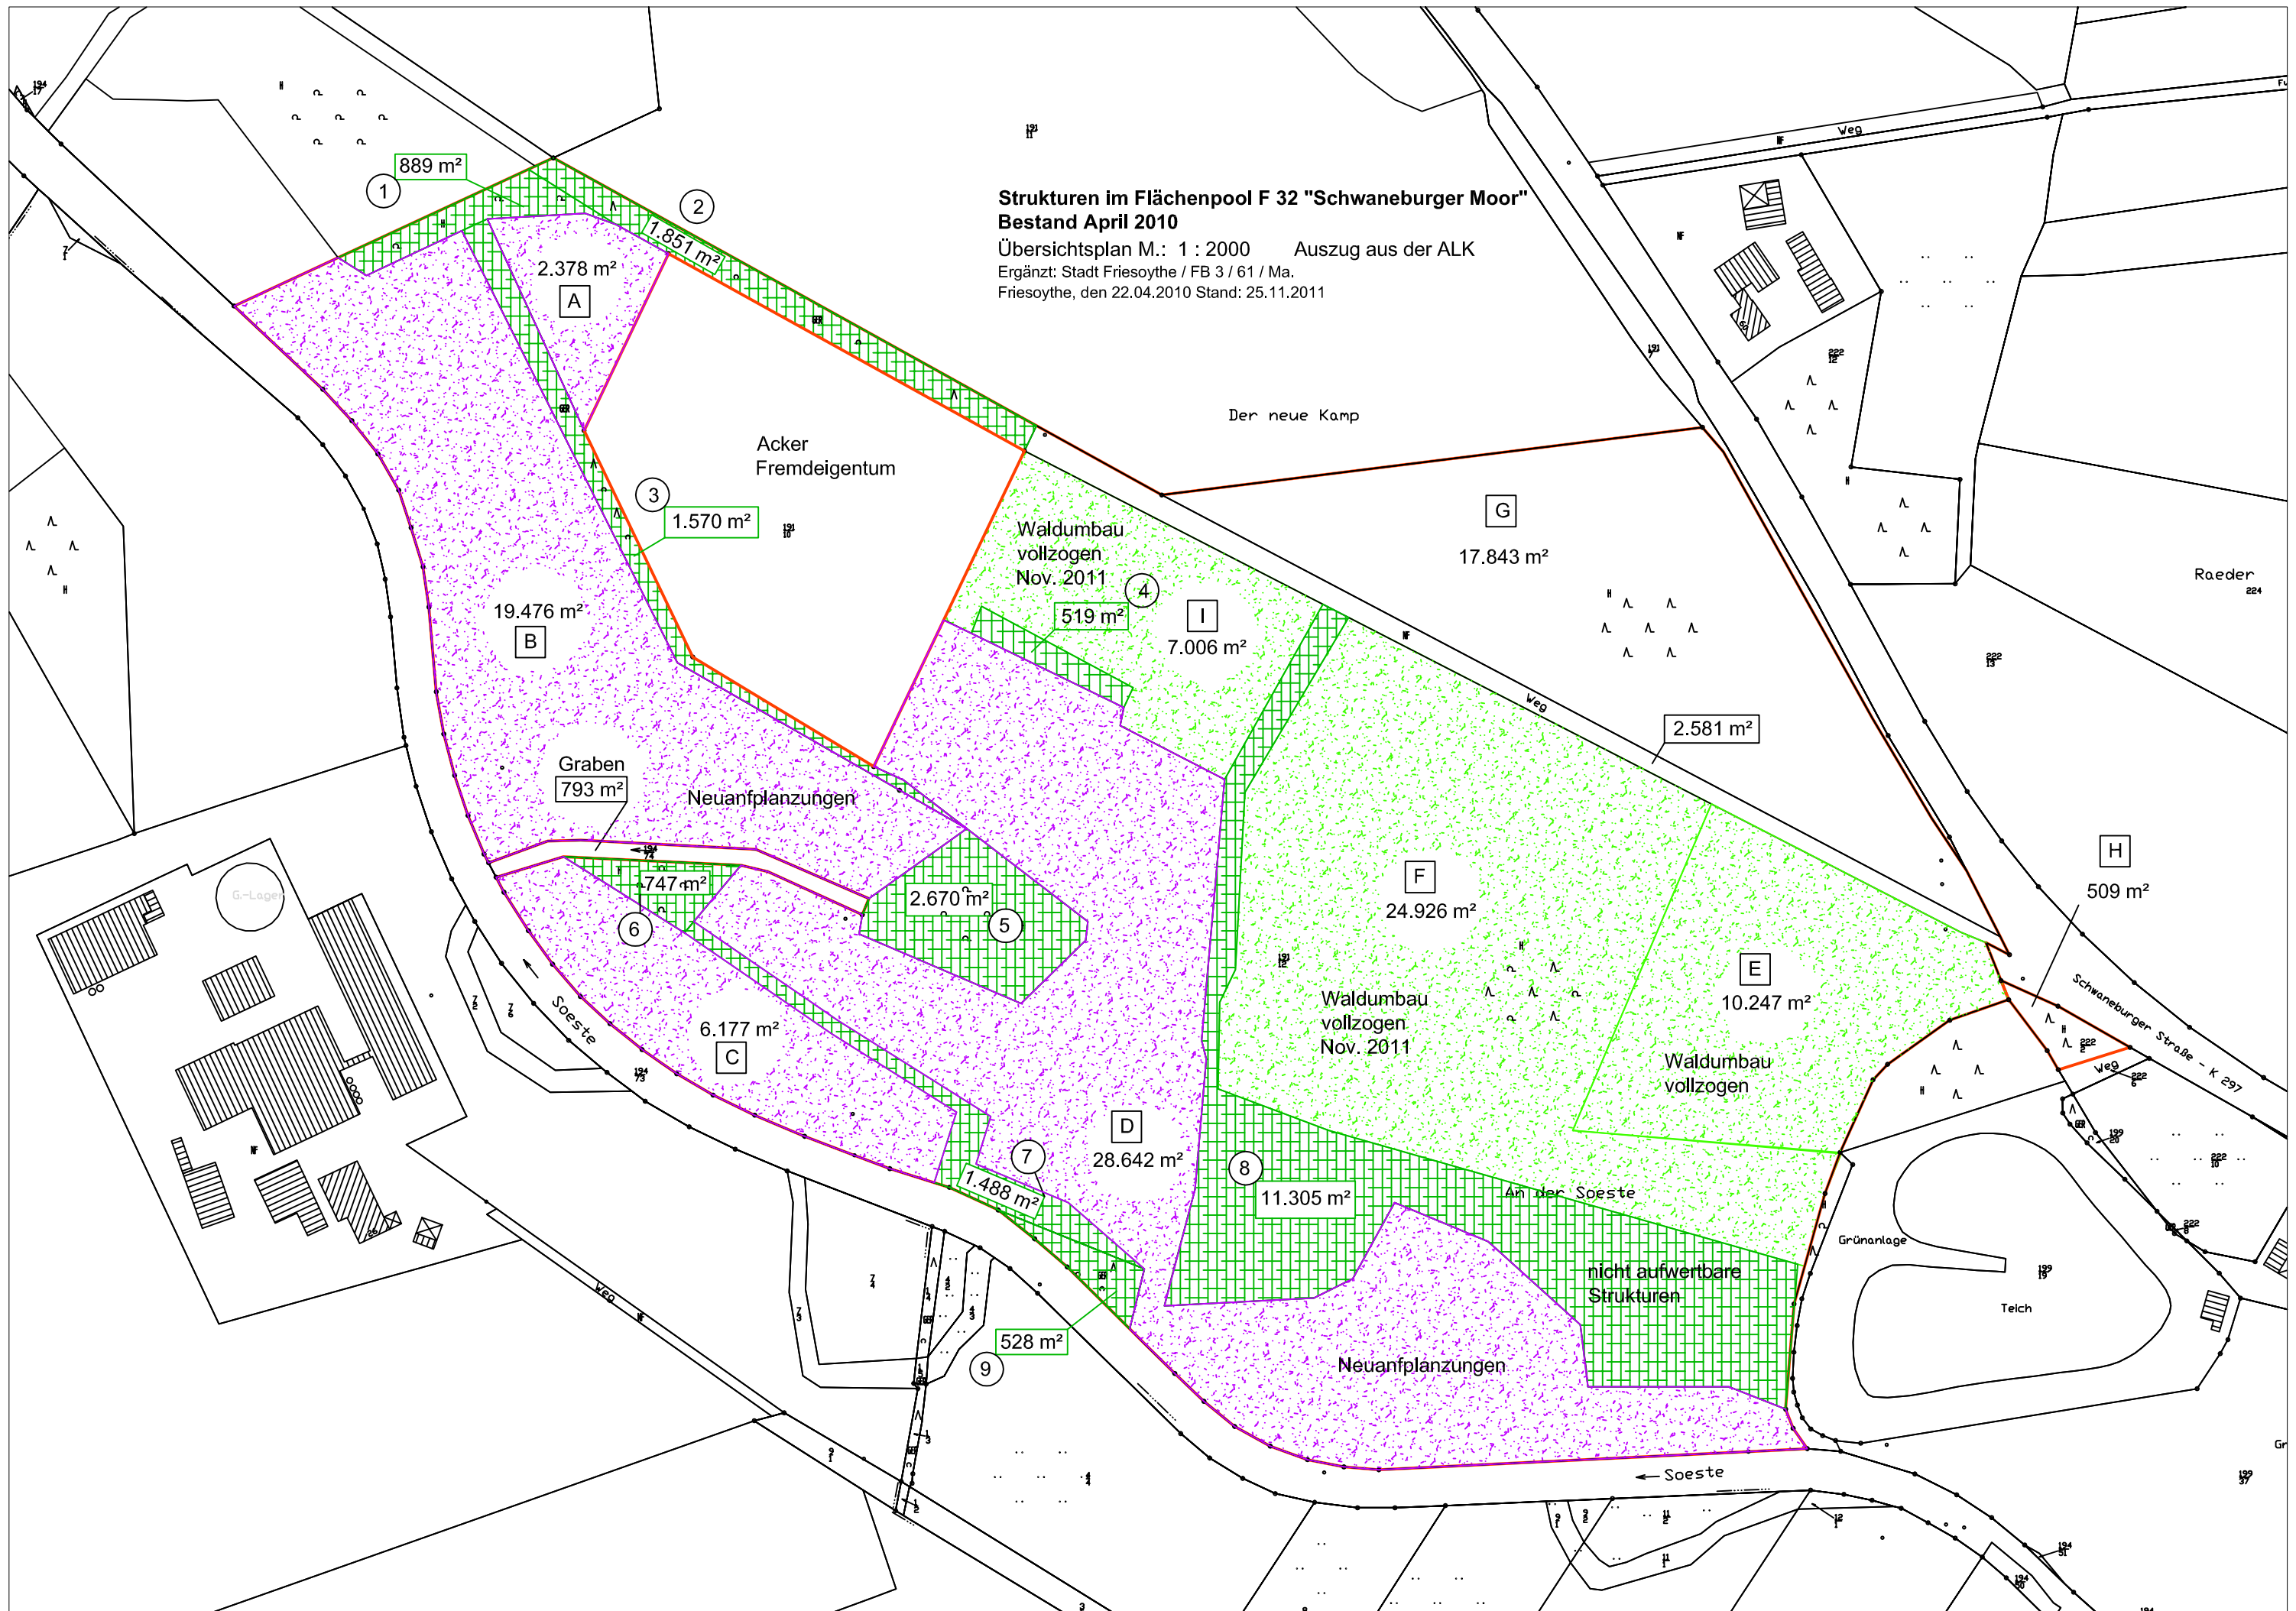 Strukturen im Flächenpool F 32 "Schwaneburger Moor"
Bestand April 2010
Übersichtsplan M.: 1 : 2000 Auszug aus der ALK
Ergänzt: Stadt Friesoythe / FB 3 / 61 / Ma.
Friesoythe, den 22.04.2010 Stand: 25.11.2011
889 m²
1
2
1.851 m²
2.378 m²
A
Weg
Der neue Kamp
Acker
Fremdeigentum
3
1.570 m²
G
17.843 m²
Waldumbau
vollzogen
Nov. 2011
4
519 m²
I
7.006 m²
19.476 m²
B
Raeder
224
Weg
2.581 m²
Graben
793 m²
Neuanfplanzungen
H
509 m²
G.-Lager
747 m²
6
2.670 m²
5
F
24.926 m²
E
10.247 m²
Waldumbau
vollzogen
Nov. 2011
Waldumbau
vollzogen
Schwaneburger Straße - K 297
Weg
Soeste
6.177 m²
C
D
28.642 m²
7
1.488 m²
8
11.305 m²
An der Soeste
Grünanlage
nicht aufwertbare
Strukturen
Teich
Weg
528 m²
9
Neuanfplanzungen
Soeste